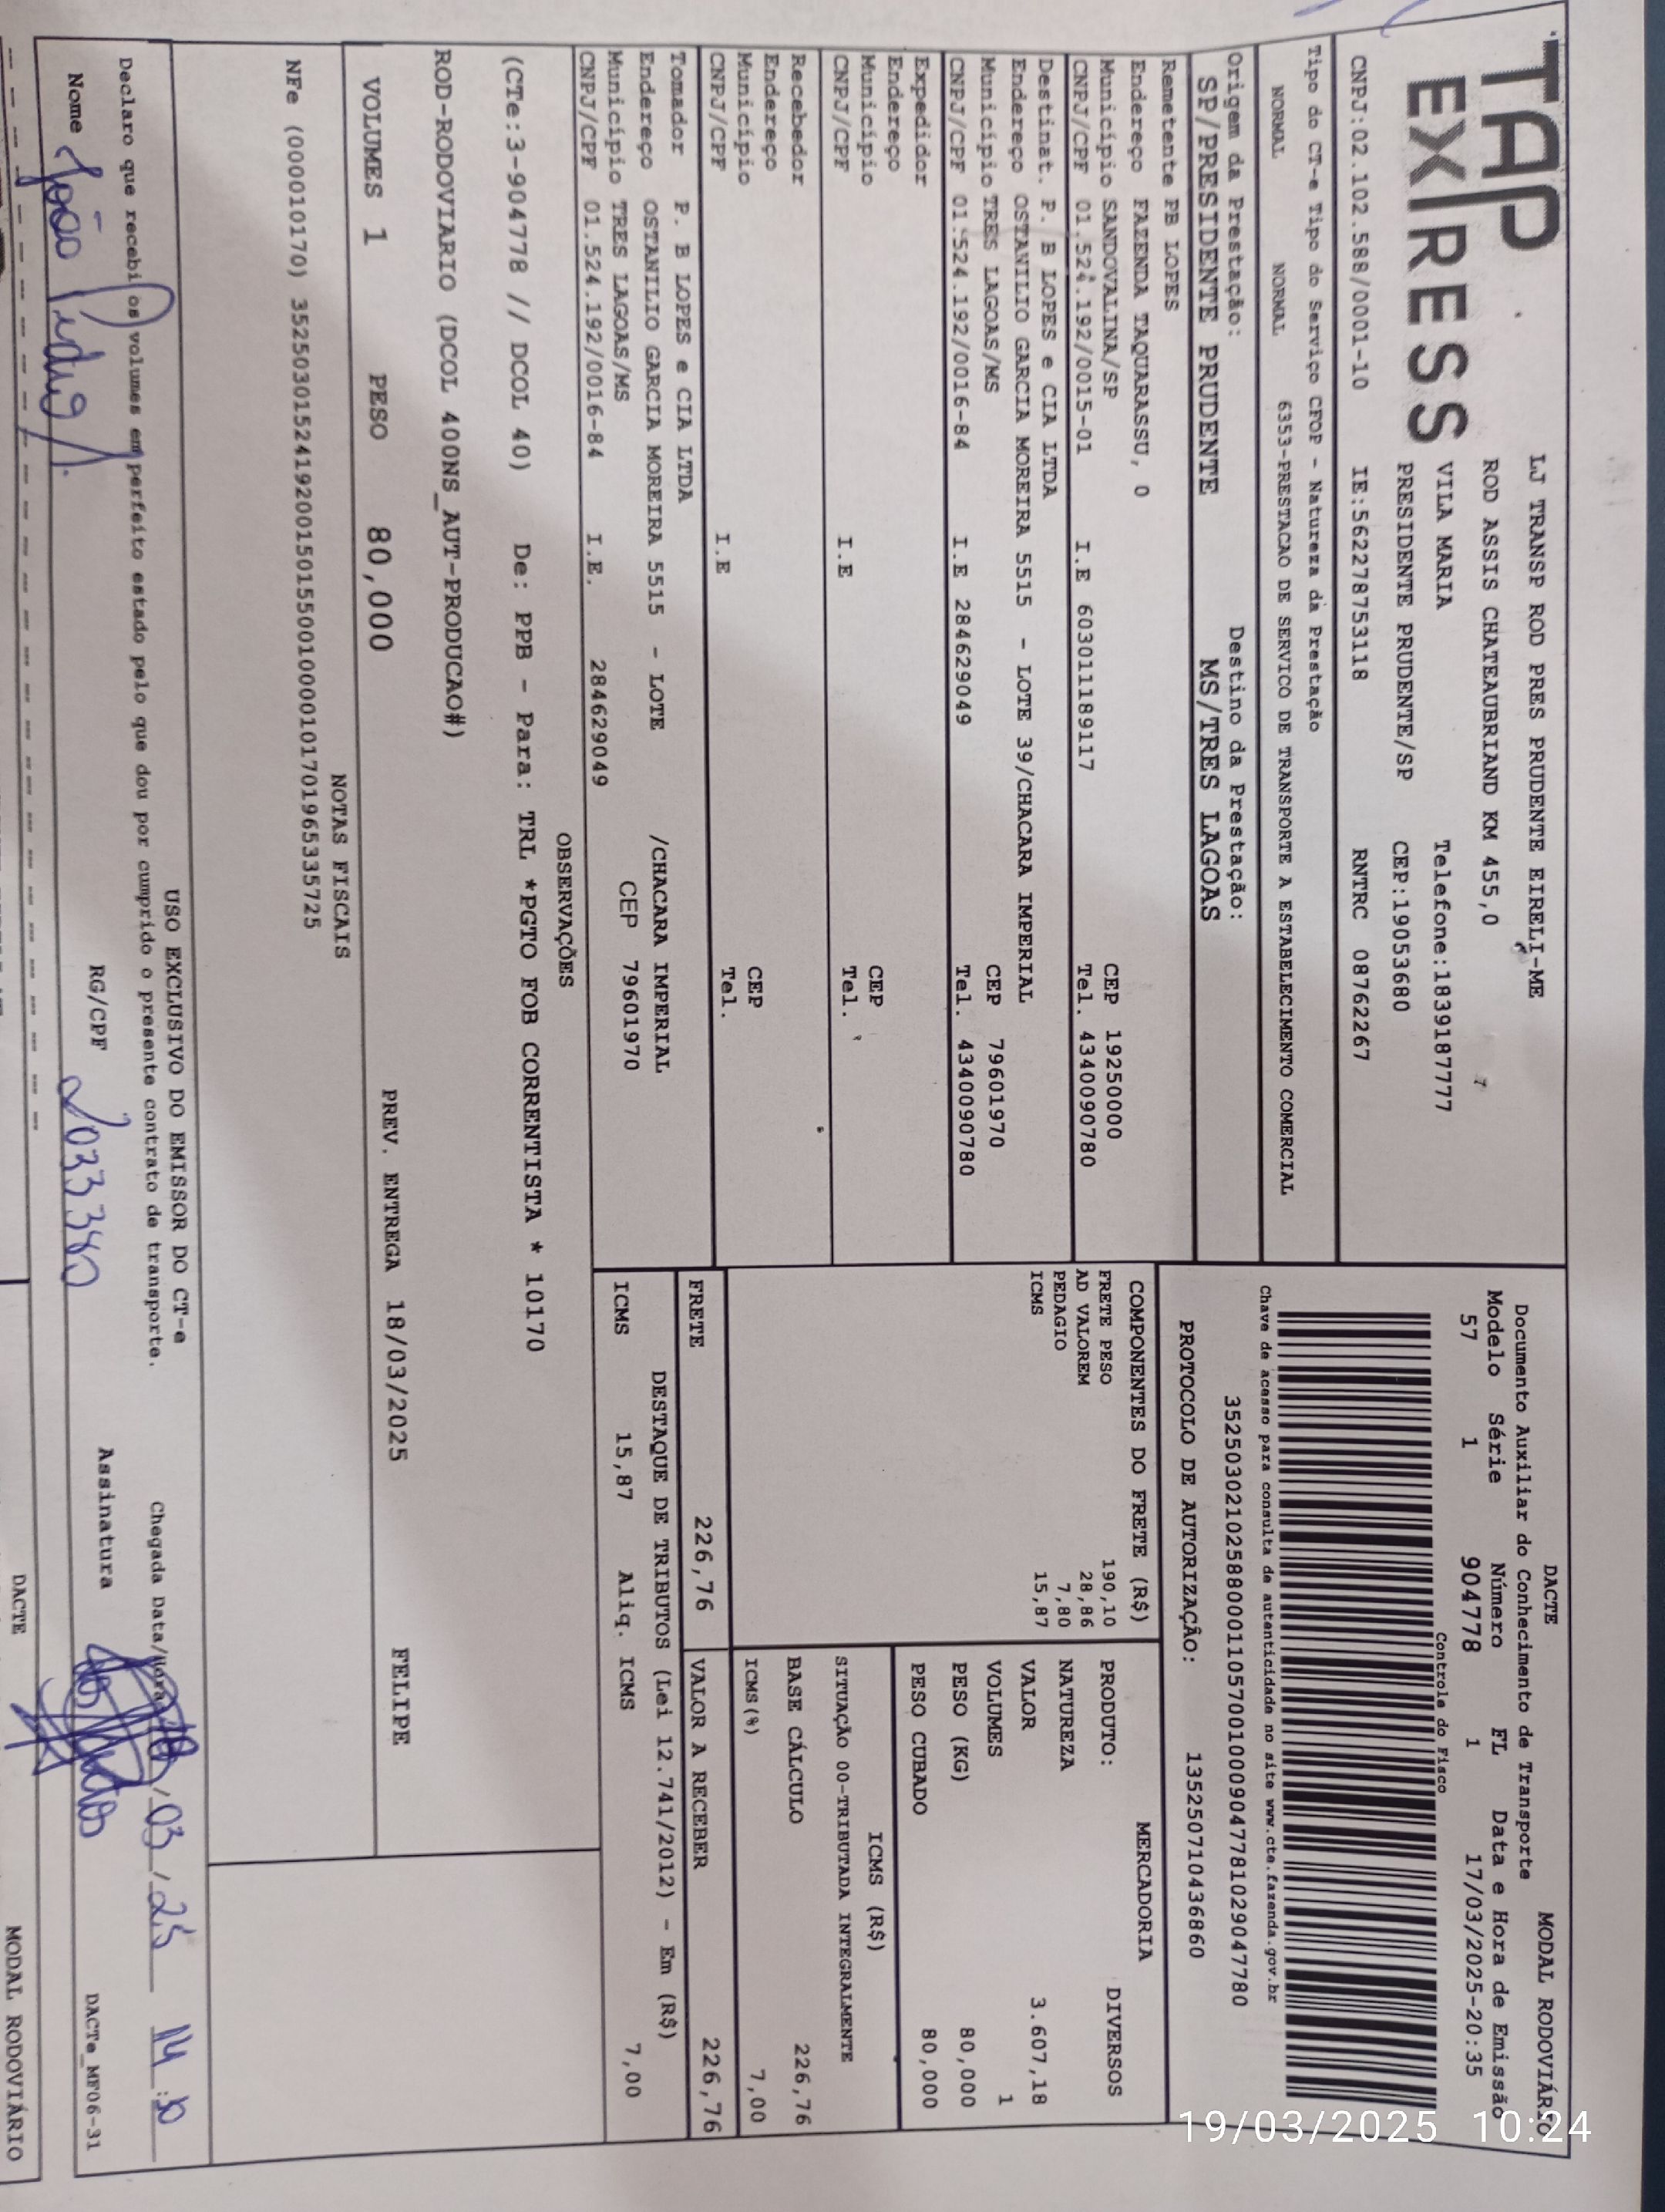 TAP
EXPRESS
LJ TRANSP ROD PRES PRUDENTE EIRELI-ME
ROD ASSIS CHATEAUBRIAND KM 455,0
VILA MARIA Telefone:1839187777
PRESIDENTE PRUDENTE/SP CEP:19053680
CNPJ:02.102.588/0001-10 IE:562278753118 RNTRC 08762267
DACTE MODAL RODOVIÁRIO
Documento Auxiliar do Conhecimento de Transporte
Modelo Série Número FL Data e Hora de Emissão
57 1 904778 1 17/03/2025-20:35
Controle do Fisco
Chave de acesso para consulta de autenticidade no site www.cte.fazenda.gov.br
35250302102588000110570010009047781029047780
PROTOCOLO DE AUTORIZAÇÃO: 135250710436860
Tipo do CT-e Tipo do Serviço CFOP - Natureza da Prestação
NORMAL NORMAL 6353-PRESTACAO DE SERVICO DE TRANSPORTE A ESTABELECIMENTO COMERCIAL
Origem da Prestação: Destino da Prestação:
SP/PRESIDENTE PRUDENTE MS/TRES LAGOAS
Remetente PB LOPES
Endereço FAZENDA TAQUARASSU, 0
Município SANDOVALINA/SP CEP 19250000
CNPJ/CPF 01.524.192/0015-01 I.E 603011189117 Tel. 4340090780
Destinat. P. B LOPES e CIA LTDA
Endereço OSTANILIO GARCIA MOREIRA 5515 - LOTE 39/CHACARA IMPERIAL
Município TRES LAGOAS/MS CEP 79601970
CNPJ/CPF 01.524.192/0016-84 I.E 284629049 Tel. 4340090780
Expedidor
Endereço
Município CEP
CNPJ/CPF I.E Tel.
Recebedor
Endereço
Município CEP
CNPJ/CPF I.E Tel.
Tomador P. B LOPES e CIA LTDA
Endereço OSTANILIO GARCIA MOREIRA 5515 - LOTE /CHACARA IMPERIAL
Município TRES LAGOAS/MS CEP 79601970
CNPJ/CPF 01.524.192/0016-84 I.E. 284629049
COMPONENTES DO FRETE (R$)
FRETE PESO 190,10
AD VALOREM 28,86
PEDAGIO 7,80
ICMS 15,87
MERCADORIA
PRODUTO: DIVERSOS
NATUREZA
VALOR 3.607,18
VOLUMES 1
PESO (KG) 80,000
PESO CUBADO 80,000
ICMS (R$)
SITUAÇÃO 00-TRIBUTADA INTEGRALMENTE
BASE CÁLCULO 226,76
ICMS(%) 7,00
FRETE 226,76 VALOR A RECEBER 226,76
DESTAQUE DE TRIBUTOS (Lei 12.741/2012) - Em (R$)
ICMS 15,87 Aliq. ICMS 7,00
OBSERVAÇÕES
(CTe:3-904778 // DCOL 40) De: PPB - Para: TRL *PGTO FOB CORRENTISTA * 10170
ROD-RODOVIARIO (DCOL 400NS_AUT-PRODUCAO#)
VOLUMES 1 PESO 80,000 PREV. ENTREGA 18/03/2025 FELIPE
NOTAS FISCAIS
NFe (000010170) 35250301524192001501550010000101701965335725
USO EXCLUSIVO DO EMISSOR DO CT-e
Declaro que recebi os volumes em perfeito estado pelo que dou por cumprido o presente contrato de transporte. Chegada Data/Hora / 03 / 25 14:30
Nome João RG/CPF 2033380 Assinatura DACTe_MF06-31
DACTE MODAL RODOVIÁRIO
19/03/2025 10:24